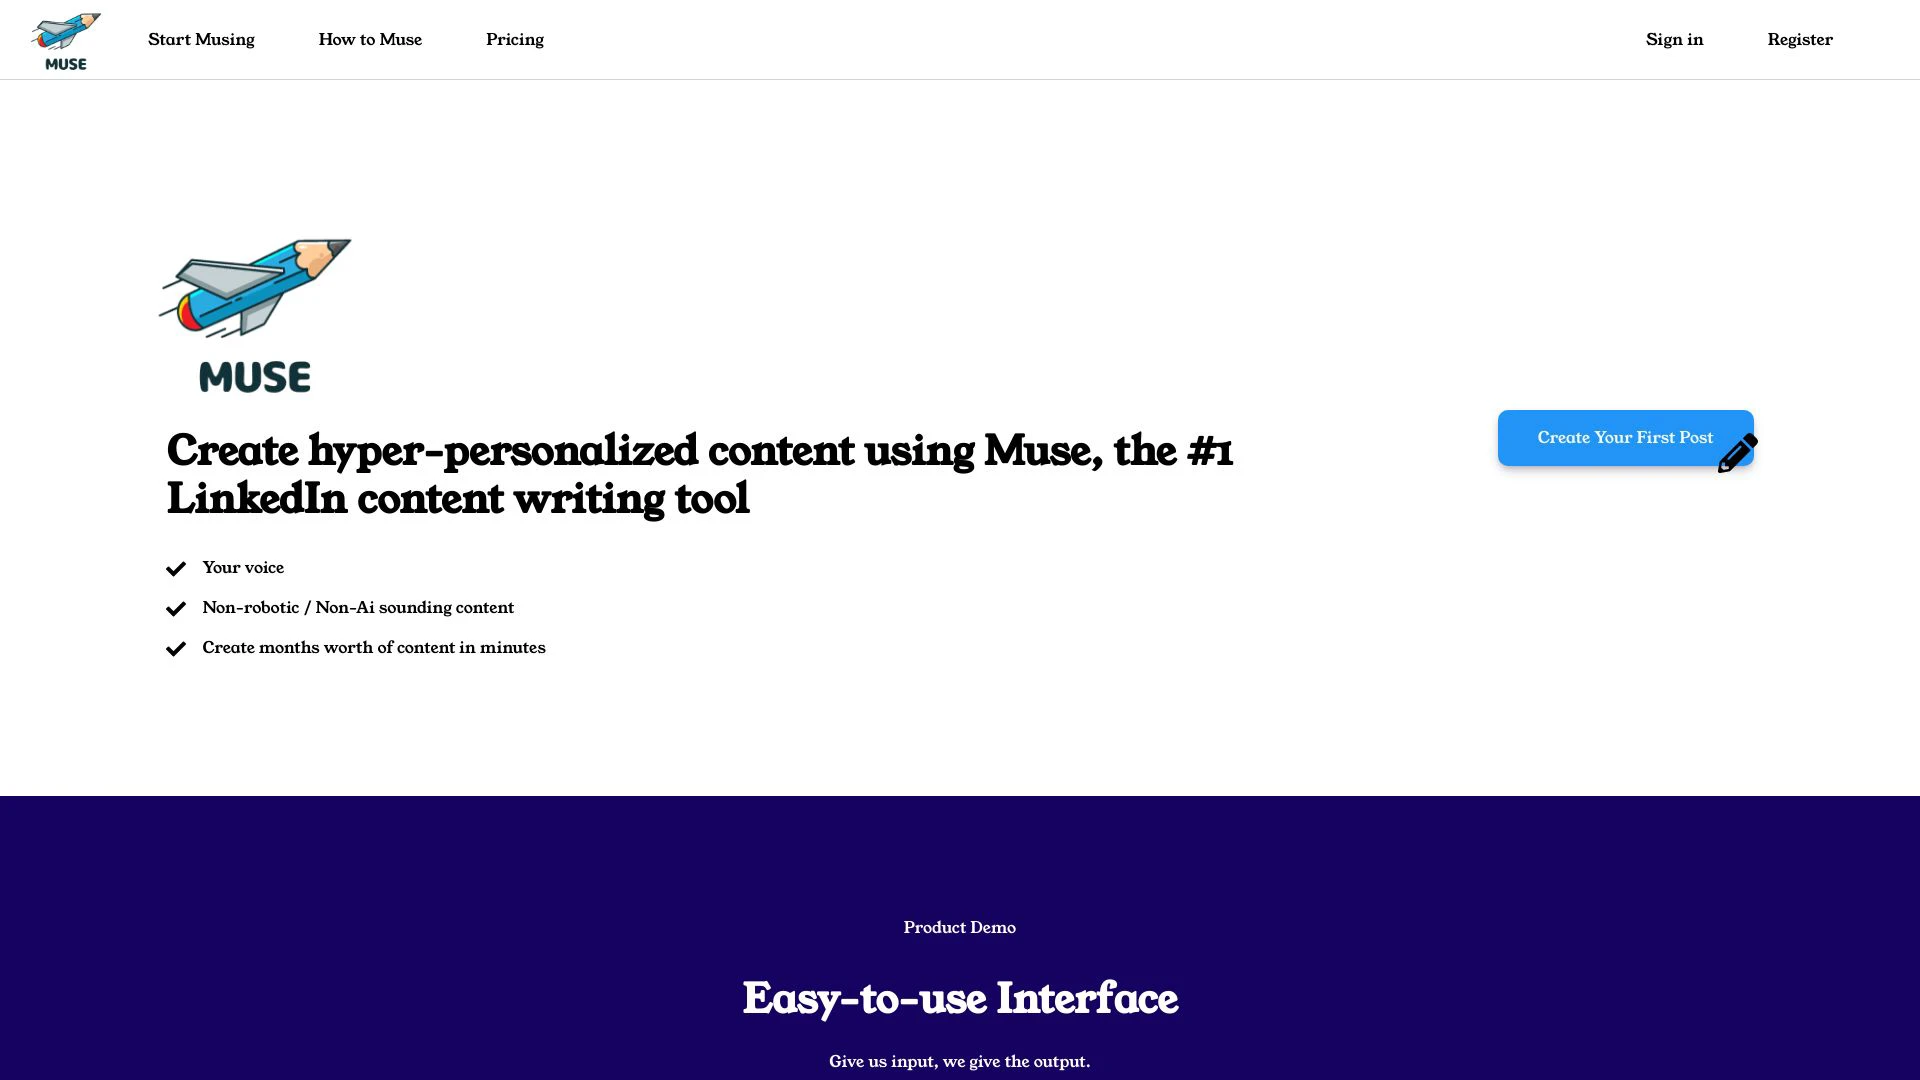 MUSE
Start Musing
How to Muse
Pricing
Sign in
Register
MUSE
Create hyper-personalized content using Muse, the #1
LinkedIn content writing tool
Your voice
Non-robotic / Non-Ai sounding content
Create months worth of content in minutes
Create Your First Post
Product Demo
Easy-to-use Interface
Give us input, we give the output.